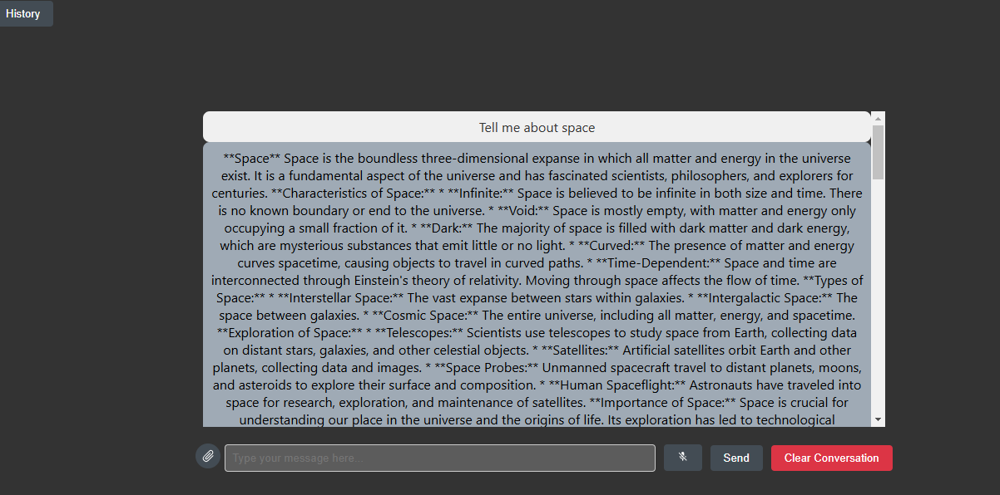 History
Tell me about space
**Space** Space is the boundless three-dimensional expanse in which all matter and energy in the universe
exist. It is a fundamental aspect of the universe and has fascinated scientists, philosophers, and explorers for
centuries. **Characteristics of Space:** * **Infinite:** Space is believed to be infinite in both size and time. There
is no known boundary or end to the universe. * **Void:** Space is mostly empty, with matter and energy only
occupying a small fraction of it. * **Dark:** The majority of space is filled with dark matter and dark energy,
which are mysterious substances that emit little or no light. * **Curved:** The presence of matter and energy
curves spacetime, causing objects to travel in curved paths. * **Time-Dependent:** Space and time are
interconnected through Einstein's theory of relativity. Moving through space affects the flow of time. **Types of
Space:** * **Interstellar Space:** The vast expanse between stars within galaxies. * **Intergalactic Space:** The
space between galaxies. * **Cosmic Space:** The entire universe, including all matter, energy, and spacetime.
**Exploration of Space:** * **Telescopes:** Scientists use telescopes to study space from Earth, collecting data
on distant stars, galaxies, and other celestial objects. * **Satellites:** Artificial satellites orbit Earth and other
planets, collecting data and images. * **Space Probes:** Unmanned spacecraft travel to distant planets, moons,
and asteroids to explore their surface and composition. * **Human Spaceflight:** Astronauts have traveled into
space for research, exploration, and maintenance of satellites. **Importance of Space:** Space is crucial for
understanding our place in the universe and the origins of life. Its exploration has led to technological
Type your message here...
Send
Clear Conversation